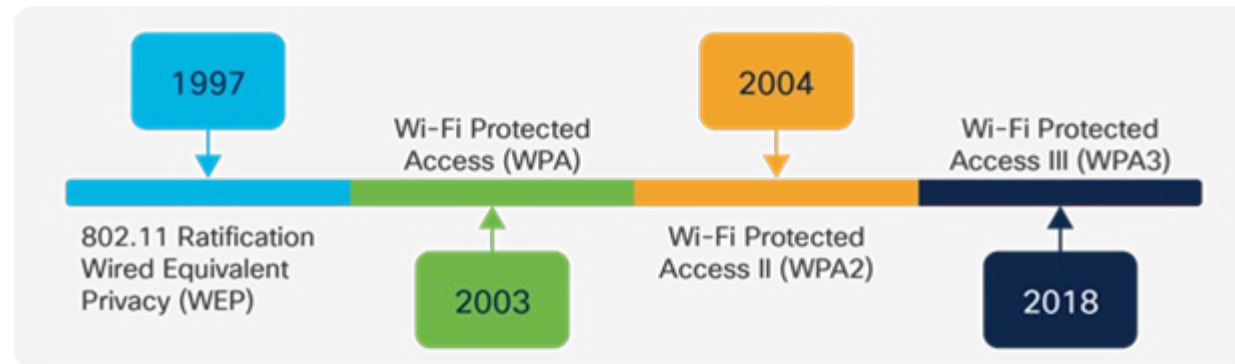 1997
802.11 Ratification
Wired Equivalent
Privacy (WEP)
Wi-Fi Protected
Access (WPA)
2003
2004
Wi-Fi Protected
Access II (WPA2)
Wi-Fi Protected
Access III (WPA3)
2018